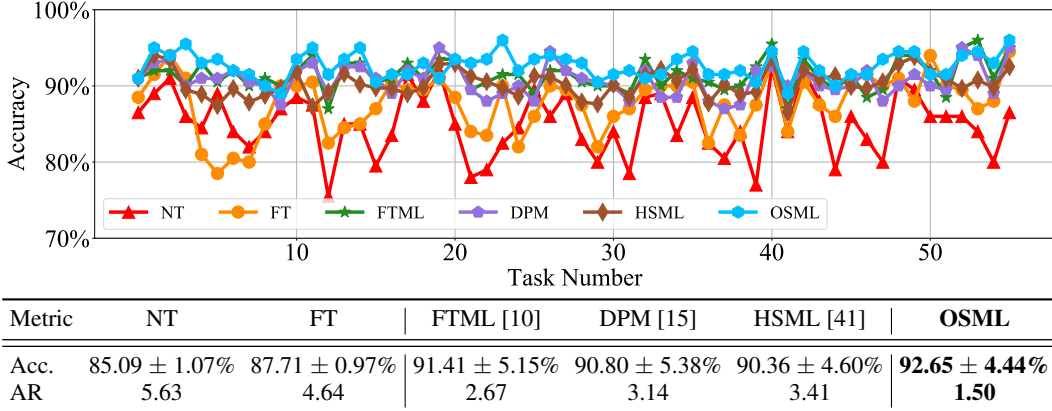 100%
90%
80%
70%
Accuracy
NT FT FTML DPM HSML OSML
10 20 30 40 50
Task Number
Metric NT FT FTML [10] DPM [15] HSML [41] OSML
Acc. 85.09 ± 1.07% 87.71 ± 0.97% 91.41 ± 5.15% 90.80 ± 5.38% 90.36 ± 4.60% 92.65 ± 4.44%
AR 5.63 4.64 2.67 3.14 3.41 1.50